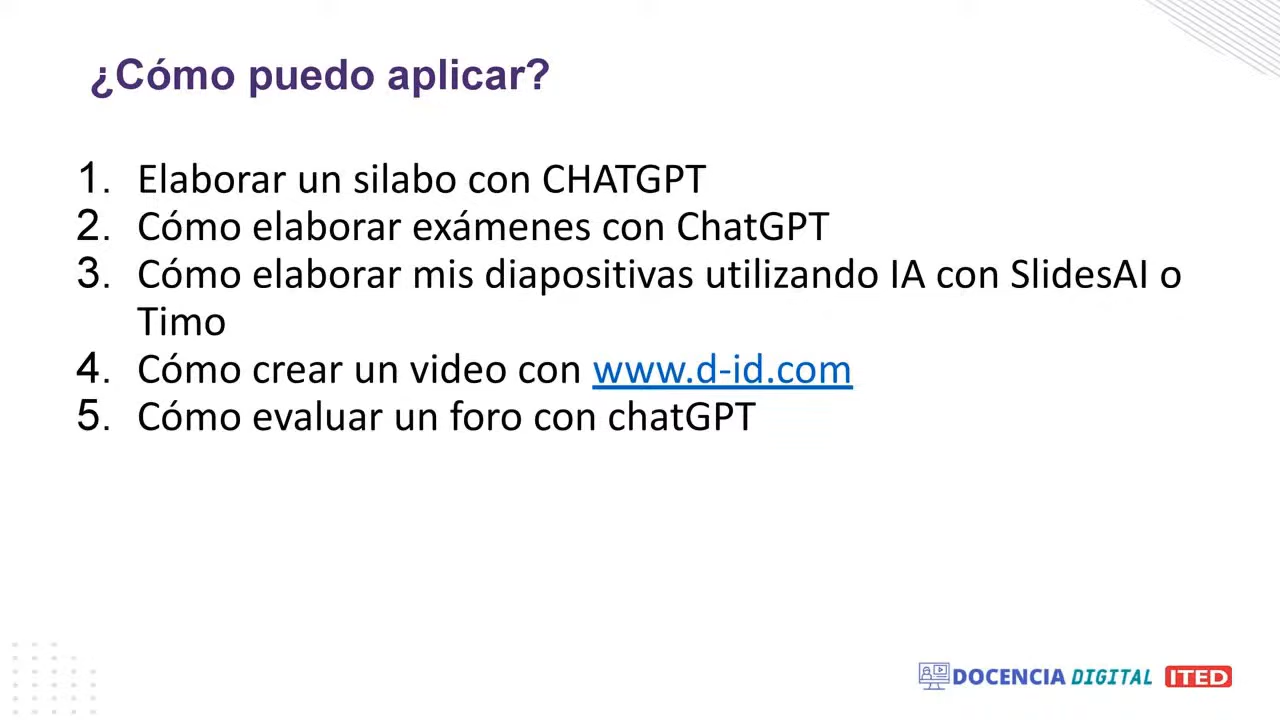 ¿Cómo puedo aplicar?
1. Elaborar un silabo con CHATGPT
2. Cómo elaborar exámenes con ChatGPT
3. Cómo elaborar mis diapositivas utilizando IA con SlidesAI o
Timo
4. Cómo crear un video con www.d-id.com
5. Cómo evaluar un foro con chatGPT
DOCENCIA DIGITAL ITED